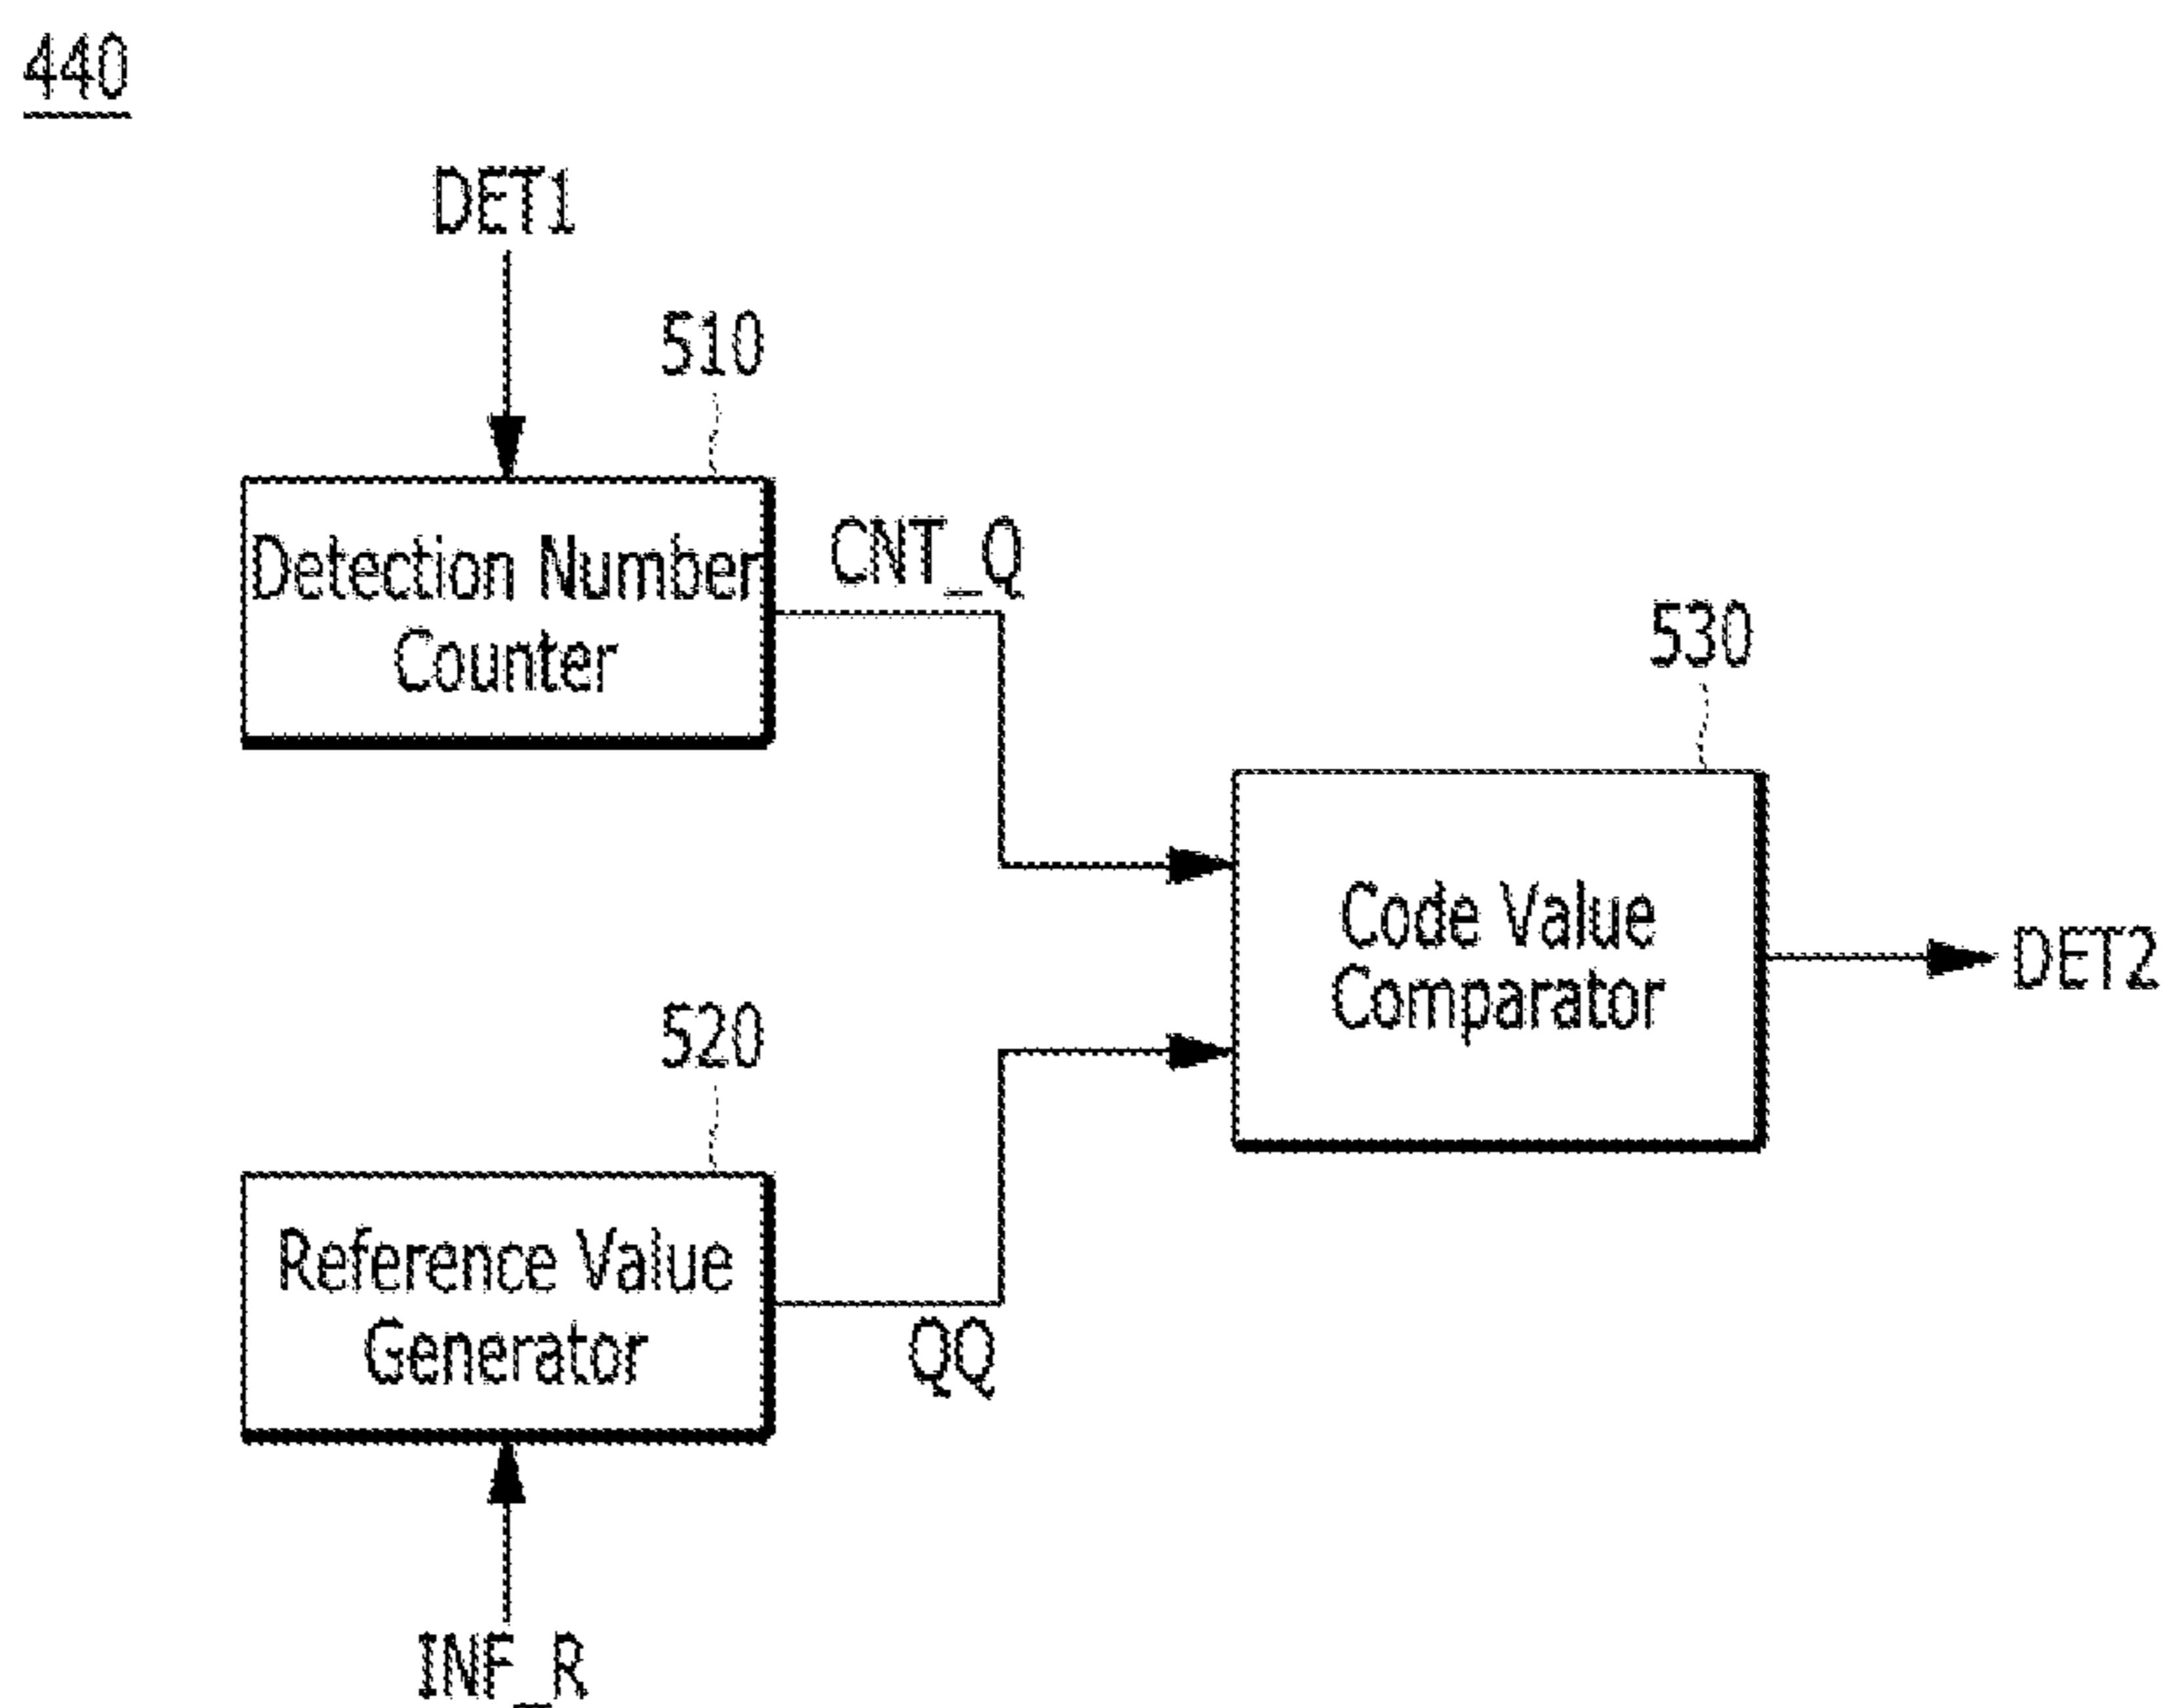 440
DET1
510
Detection Number
Counter
CNT_Q
530
Code Value
Comparator
DET2
520
Reference Value
Generator
QQ
INF_R